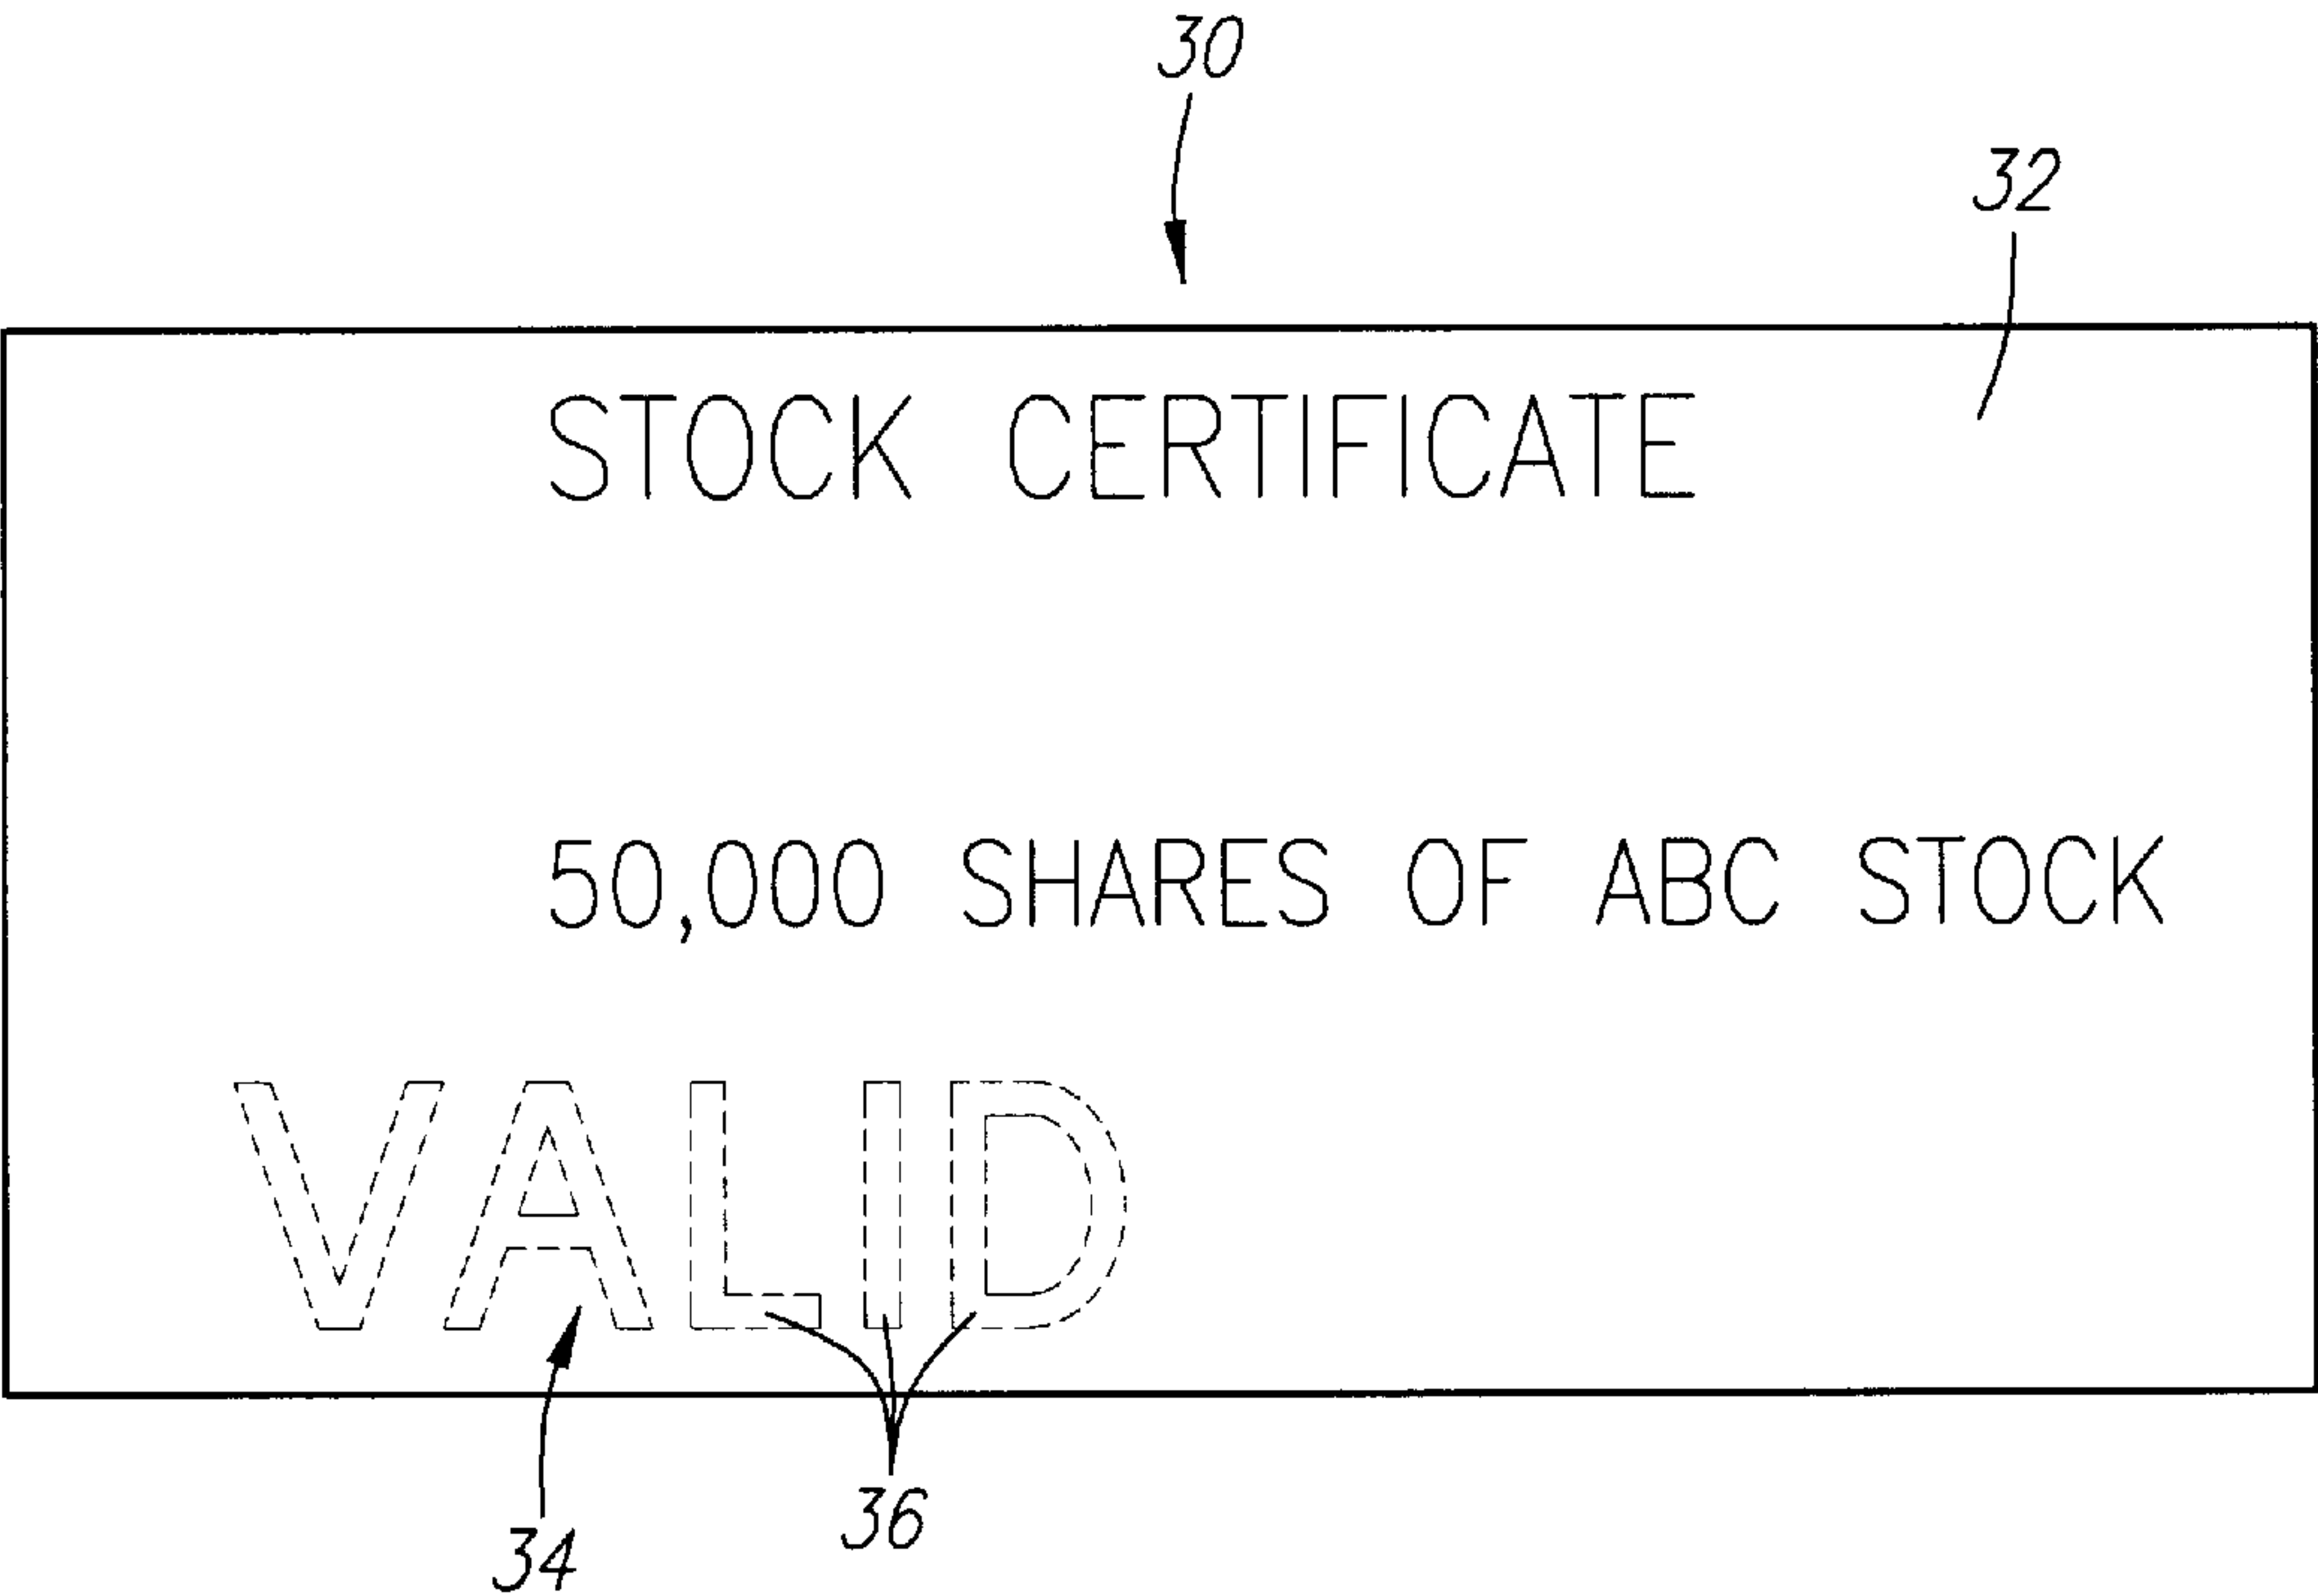 30
32
STOCK CERTIFICATE
50,000 SHARES OF ABC STOCK
VALID
36
34